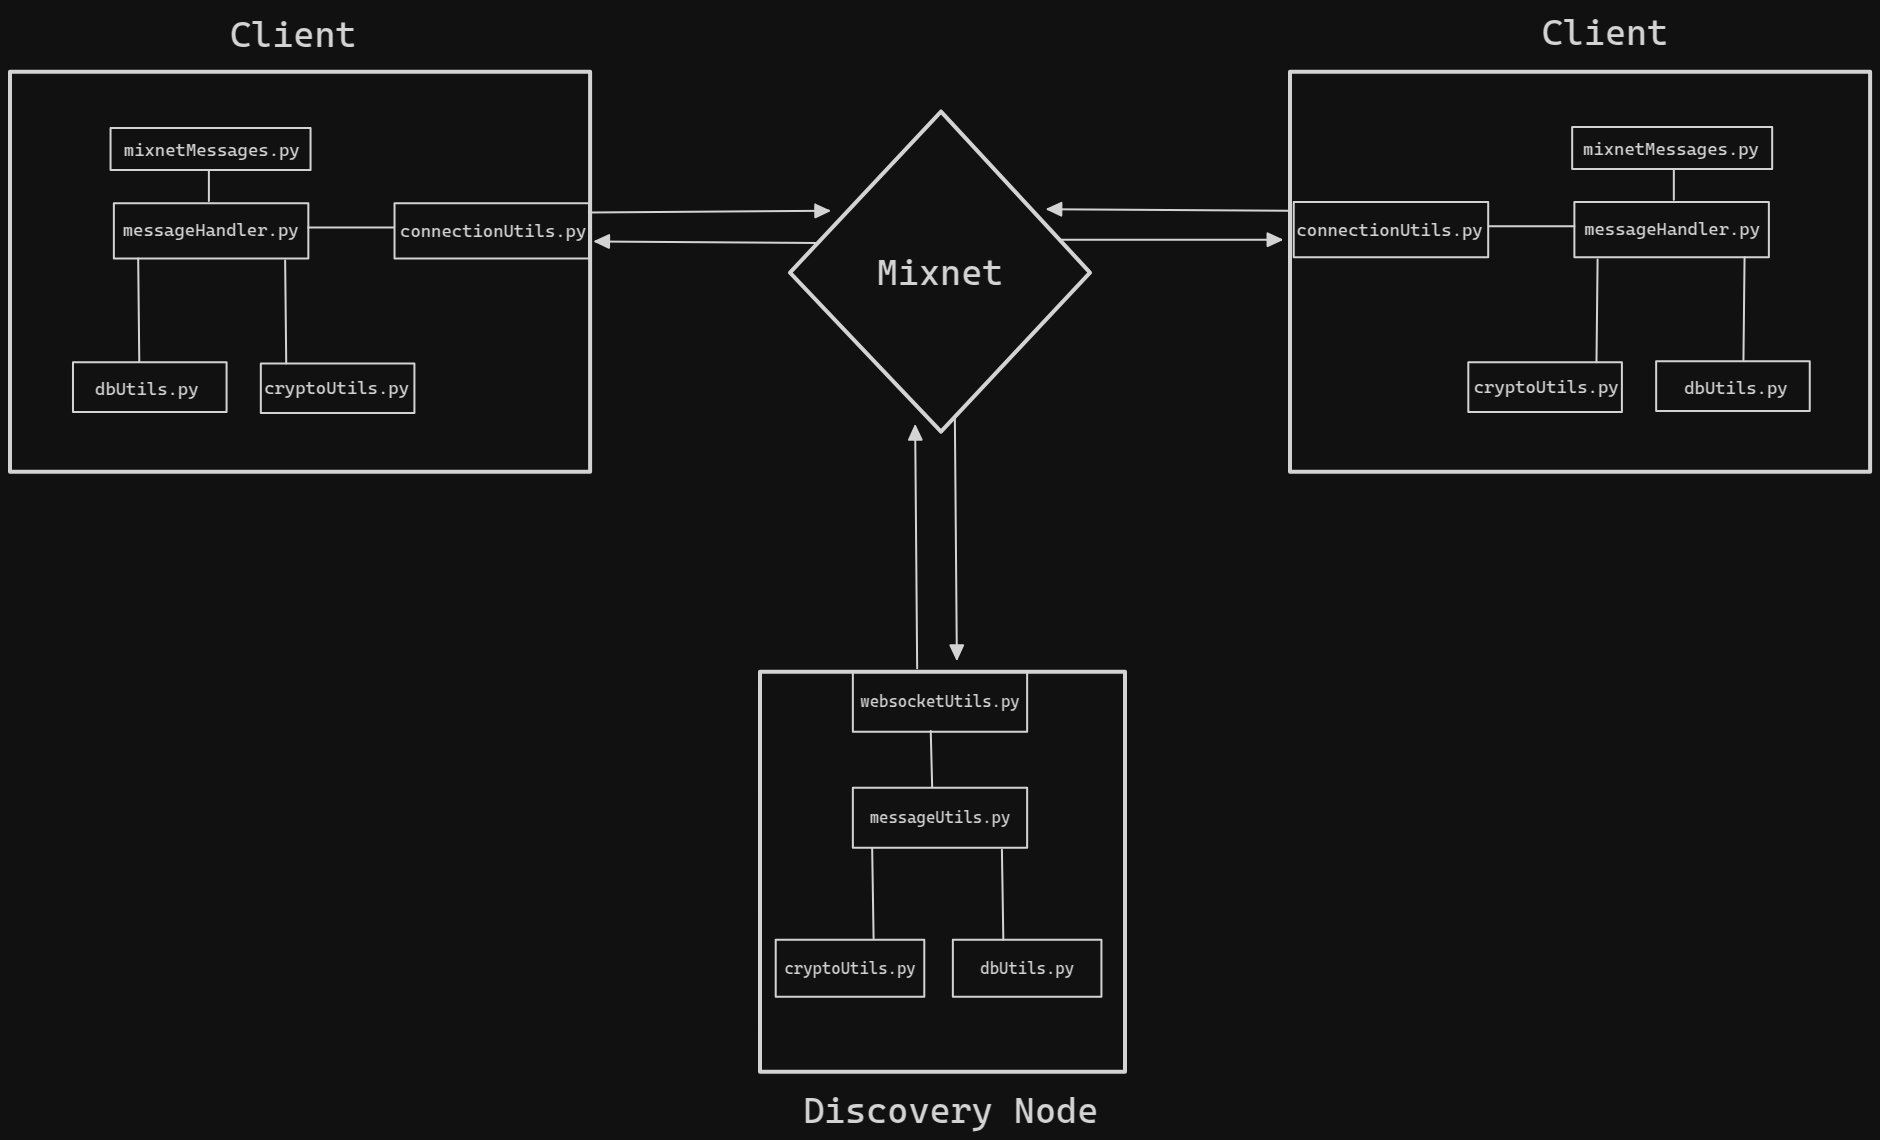 Client
mixnetMessages.py
messageHandler.py
connectionUtils.py
dbUtils.py
cryptoUtils.py
Mixnet
Client
mixnetMessages.py
connectionUtils.py
messageHandler.py
cryptoUtils.py
dbUtils.py
websocketUtils.py
messageUtils.py
cryptoUtils.py
dbUtils.py
Discovery Node